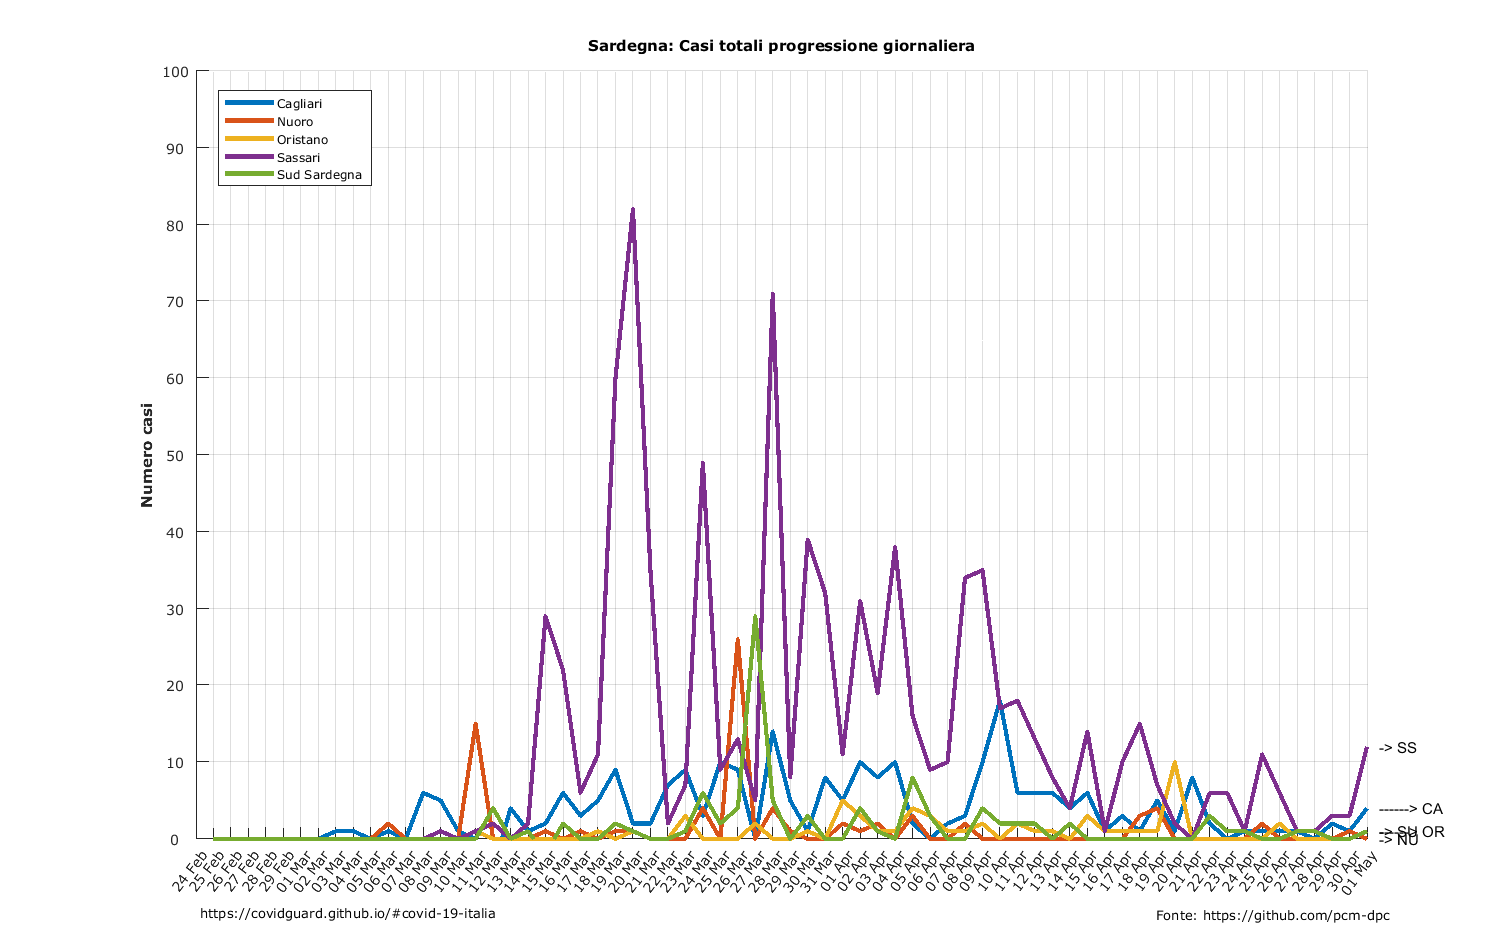 Sardegna: Casi totali progressione giornaliera
100
90
80
70
60
50
40
30
20
10
0
Numero casi
Cagliari
Nuoro
Oristano
Sassari
Sud Sardegna
-> SS
------> CA
-> SU OR
-> NU
24 Feb
25 Feb
26 Feb
27 Feb
28 Feb
29 Feb
01 Mar
02 Mar
03 Mar
04 Mar
05 Mar
06 Mar
07 Mar
08 Mar
09 Mar
10 Mar
11 Mar
12 Mar
13 Mar
14 Mar
15 Mar
16 Mar
17 Mar
18 Mar
19 Mar
20 Mar
21 Mar
22 Mar
23 Mar
24 Mar
25 Mar
26 Mar
27 Mar
28 Mar
29 Mar
30 Mar
31 Mar
01 Apr
02 Apr
03 Apr
04 Apr
05 Apr
06 Apr
07 Apr
08 Apr
09 Apr
10 Apr
11 Apr
12 Apr
13 Apr
14 Apr
15 Apr
16 Apr
17 Apr
18 Apr
19 Apr
20 Apr
21 Apr
22 Apr
23 Apr
24 Apr
25 Apr
26 Apr
27 Apr
28 Apr
29 Apr
30 Apr
01 May
https://covidguard.github.io/#covid-19-italia
Fonte: https://github.com/pcm-dpc